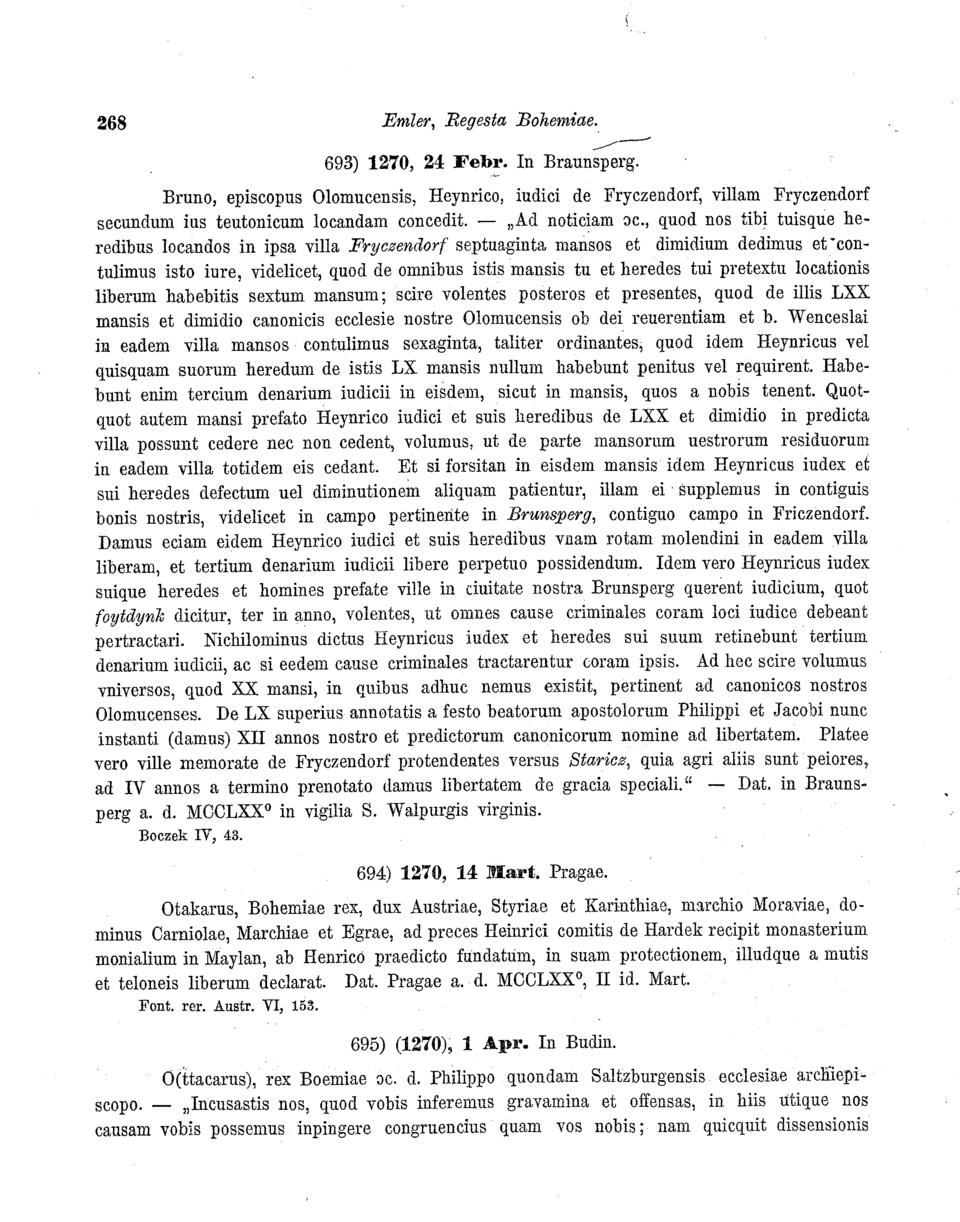 268 Emler, Regesta Bohemiae.
693) 1270, 24 Febr. In Braunsperg.
Bruno, episcopus Olomucensis, Heynrico, iudici de Fryczendorf, villam Fryczendorf
secundum ius teutonicum locandam concedit. — „Ad noticiam ɔc., quod nos tibi tuisque he-
redibus locandos in ipsa villa Fryczendorf septuaginta mansos et dimidium dedimus et con-
tulimus isto iure, videlicet, quod de omnibus istis mansis tu et heredes tui pretextu locationis
liberum habebitis sextum mansum; scire volentes posteros et presentes, quod de illis LXX
mansis et dimidio canonicis ecclesie nostre Olomucensis ob dei reuerentiam et b. Wenceslai
in eadem villa mansos contulimus sexaginta, taliter ordinantes, quod idem Heynricus vel
quisquam suorum heredum de istis LX mansis nullum habebunt penitus vel requirent. Habe-
bunt enim tercium denarium iudicii in eisdem, sicut in mansis, quos a nobis tenent. Quot-
quot autem mansi prefato Heynrico iudici et suis heredibus de LXX et dimidio in predicta
villa possunt cedere nec non cedent, volumus, ut de parte mansorum uestrorum residuorum
in eadem villa totidem eis cedant. Et si forsitan in eisdem mansis idem Heynricus iudex et
sui heredes defectum uel diminutionem aliquam patientur, illam ei supplemus in contiguis
bonis nostris, videlicet in campo pertinente in Brunsperg, contiguo campo in Friczendorf.
Damus eciam eidem Heynrico iudici et suis heredibus vnam rotam molendini in eadem villa
liberam, et tertium denarium iudicii libere perpetuo possidendum. Idem vero Heynricus iudex
suique heredes et homines prefate ville in ciuitate nostra Brunsperg querent iudicium, quot
foytdynk dicitur, ter in anno, volentes, ut omnes cause criminales coram loci iudice debeant
pertractari. Nichilominus dictus Heynricus iudex et heredes sui suum retinebunt tertium
denarium iudicii, ac si eedem cause criminales tractarentur coram ipsis. Ad hec scire volumus
vniversos, quod XX mansi, in quibus adhuc nemus existit, pertinent ad canonicos nostros
Olomucenses. De LX superius annotatis a festo beatorum apostolorum Philippi et Jacobi nunc
instanti (damus) XII annos nostro et predictorum canonicorum nomine ad libertatem. Platee
vero ville memorate de Fryczendorf protendentes versus Staricz, quia agri aliis sunt peiores,
ad IV annos a termino prenotato damus libertatem de gracia speciali.“ — Dat. in Brauns-
perg a. d. MCCLXX⁰ in vigilia S. Walpurgis virginis.
Boczek IV, 43.
694) 1270, 14 Mart. Pragae.
Otakarus, Bohemiae rex, dux Austriae, Styriae et Karinthiae, marchio Moraviae, do-
minus Carniolae, Marchiae et Egrae, ad preces Heinrici comitis de Hardek recipit monasterium
monialium in Maylan, ab Henrico praedicto fundatum, in suam protectionem, illudque a mutis
et teloneis liberum declarat. Dat. Pragae a. d. MCCLXX⁰, II id. Mart.
Font. rer. Austr. VI, 153.
695) (1270), 1 Apr. In Budin.
O(ttacarus), rex Boemiae ɔc. d. Philippo quondam Saltzburgensis ecclesiae archiepi-
scopo. — „Incusastis nos, quod vobis inferemus gravamina et offensas, in hiis utique nos
causam vobis possemus inpingere congruencius quam vos nobis; nam quicquit dissensionis